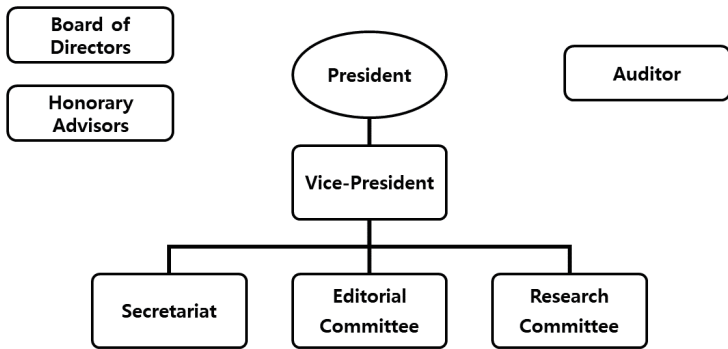 Board of
Directors
Honorary
Advisors
President
Auditor
Vice-President
Secretariat
Editorial
Committee
Research
Committee